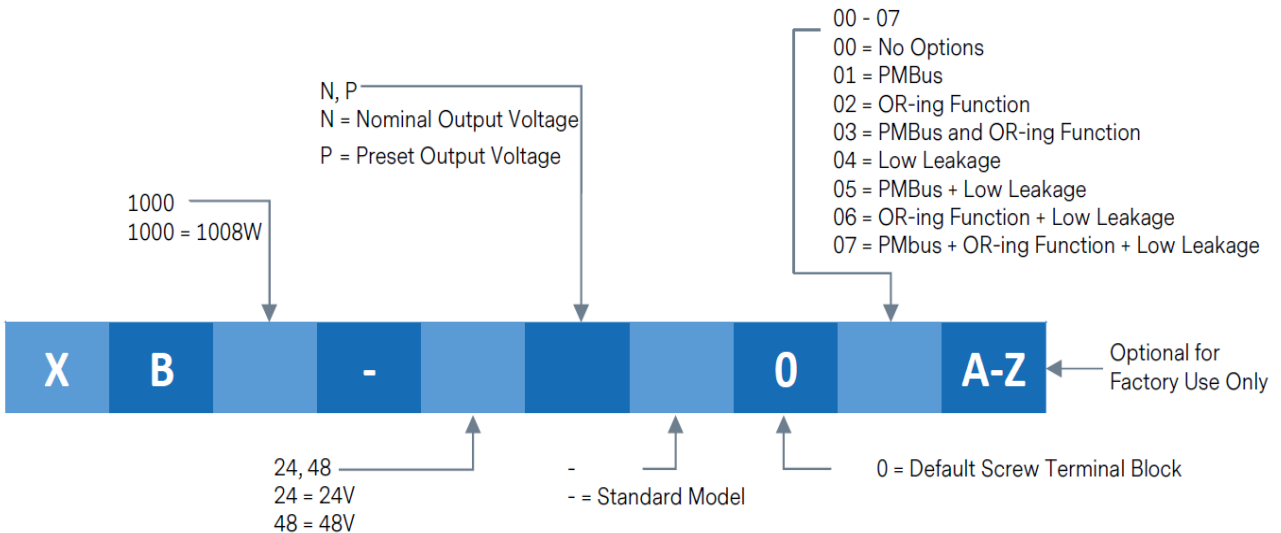 00 - 07
00 = No Options
01 = PMBus
02 = OR-ing Function
03 = PMBus and OR-ing Function
04 = Low Leakage
05 = PMBus + Low Leakage
06 = OR-ing Function + Low Leakage
07 = PMbus + OR-ing Function + Low Leakage
N, P
N = Nominal Output Voltage
P = Preset Output Voltage
1000
1000 = 1008W
X B - 0 A-Z
Optional for
Factory Use Only
24, 48
24 = 24V
48 = 48V
-
- = Standard Model
0 = Default Screw Terminal Block